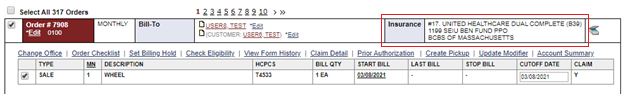 Select All 317 Orders
1 2 3 4 5 6 7 8 9 10 > >>
Order # 7908
*Edit 0100
MONTHLY
Bill-To
USER8, TEST *Edit
(CUSTOMER: USER8, TEST) *Edit
Insurance
#17. UNITED HEALTHCARE DUAL COMPLETE (B39)
1199 SEIU BEN FUND PPO
BCBS OF MASSACHUSETTS
Change Office | Order Checklist | Set Billing Hold | Check Eligibility | View Form History | Claim Detail | Prior Authorization | Create Pickup | Update Modifier | Account Summary
TYPE MN DESCRIPTION HCPCS BILL QTY START BILL LAST BILL STOP BILL CUTOFF DATE CLAIM
SALE 1 WHEEL T4533 1 EA 03/08/2021 - - 03/08/2021 Y